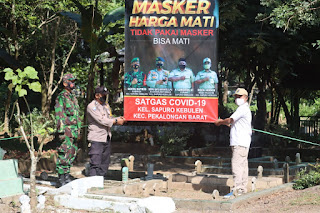 MASKER
HARGA MATI
TIDAK PAKAI MASKER
BISA MATI
SATGAS COVID-19
KEL. SAPURO KEBULEN
KEC. PEKALONGAN BARAT